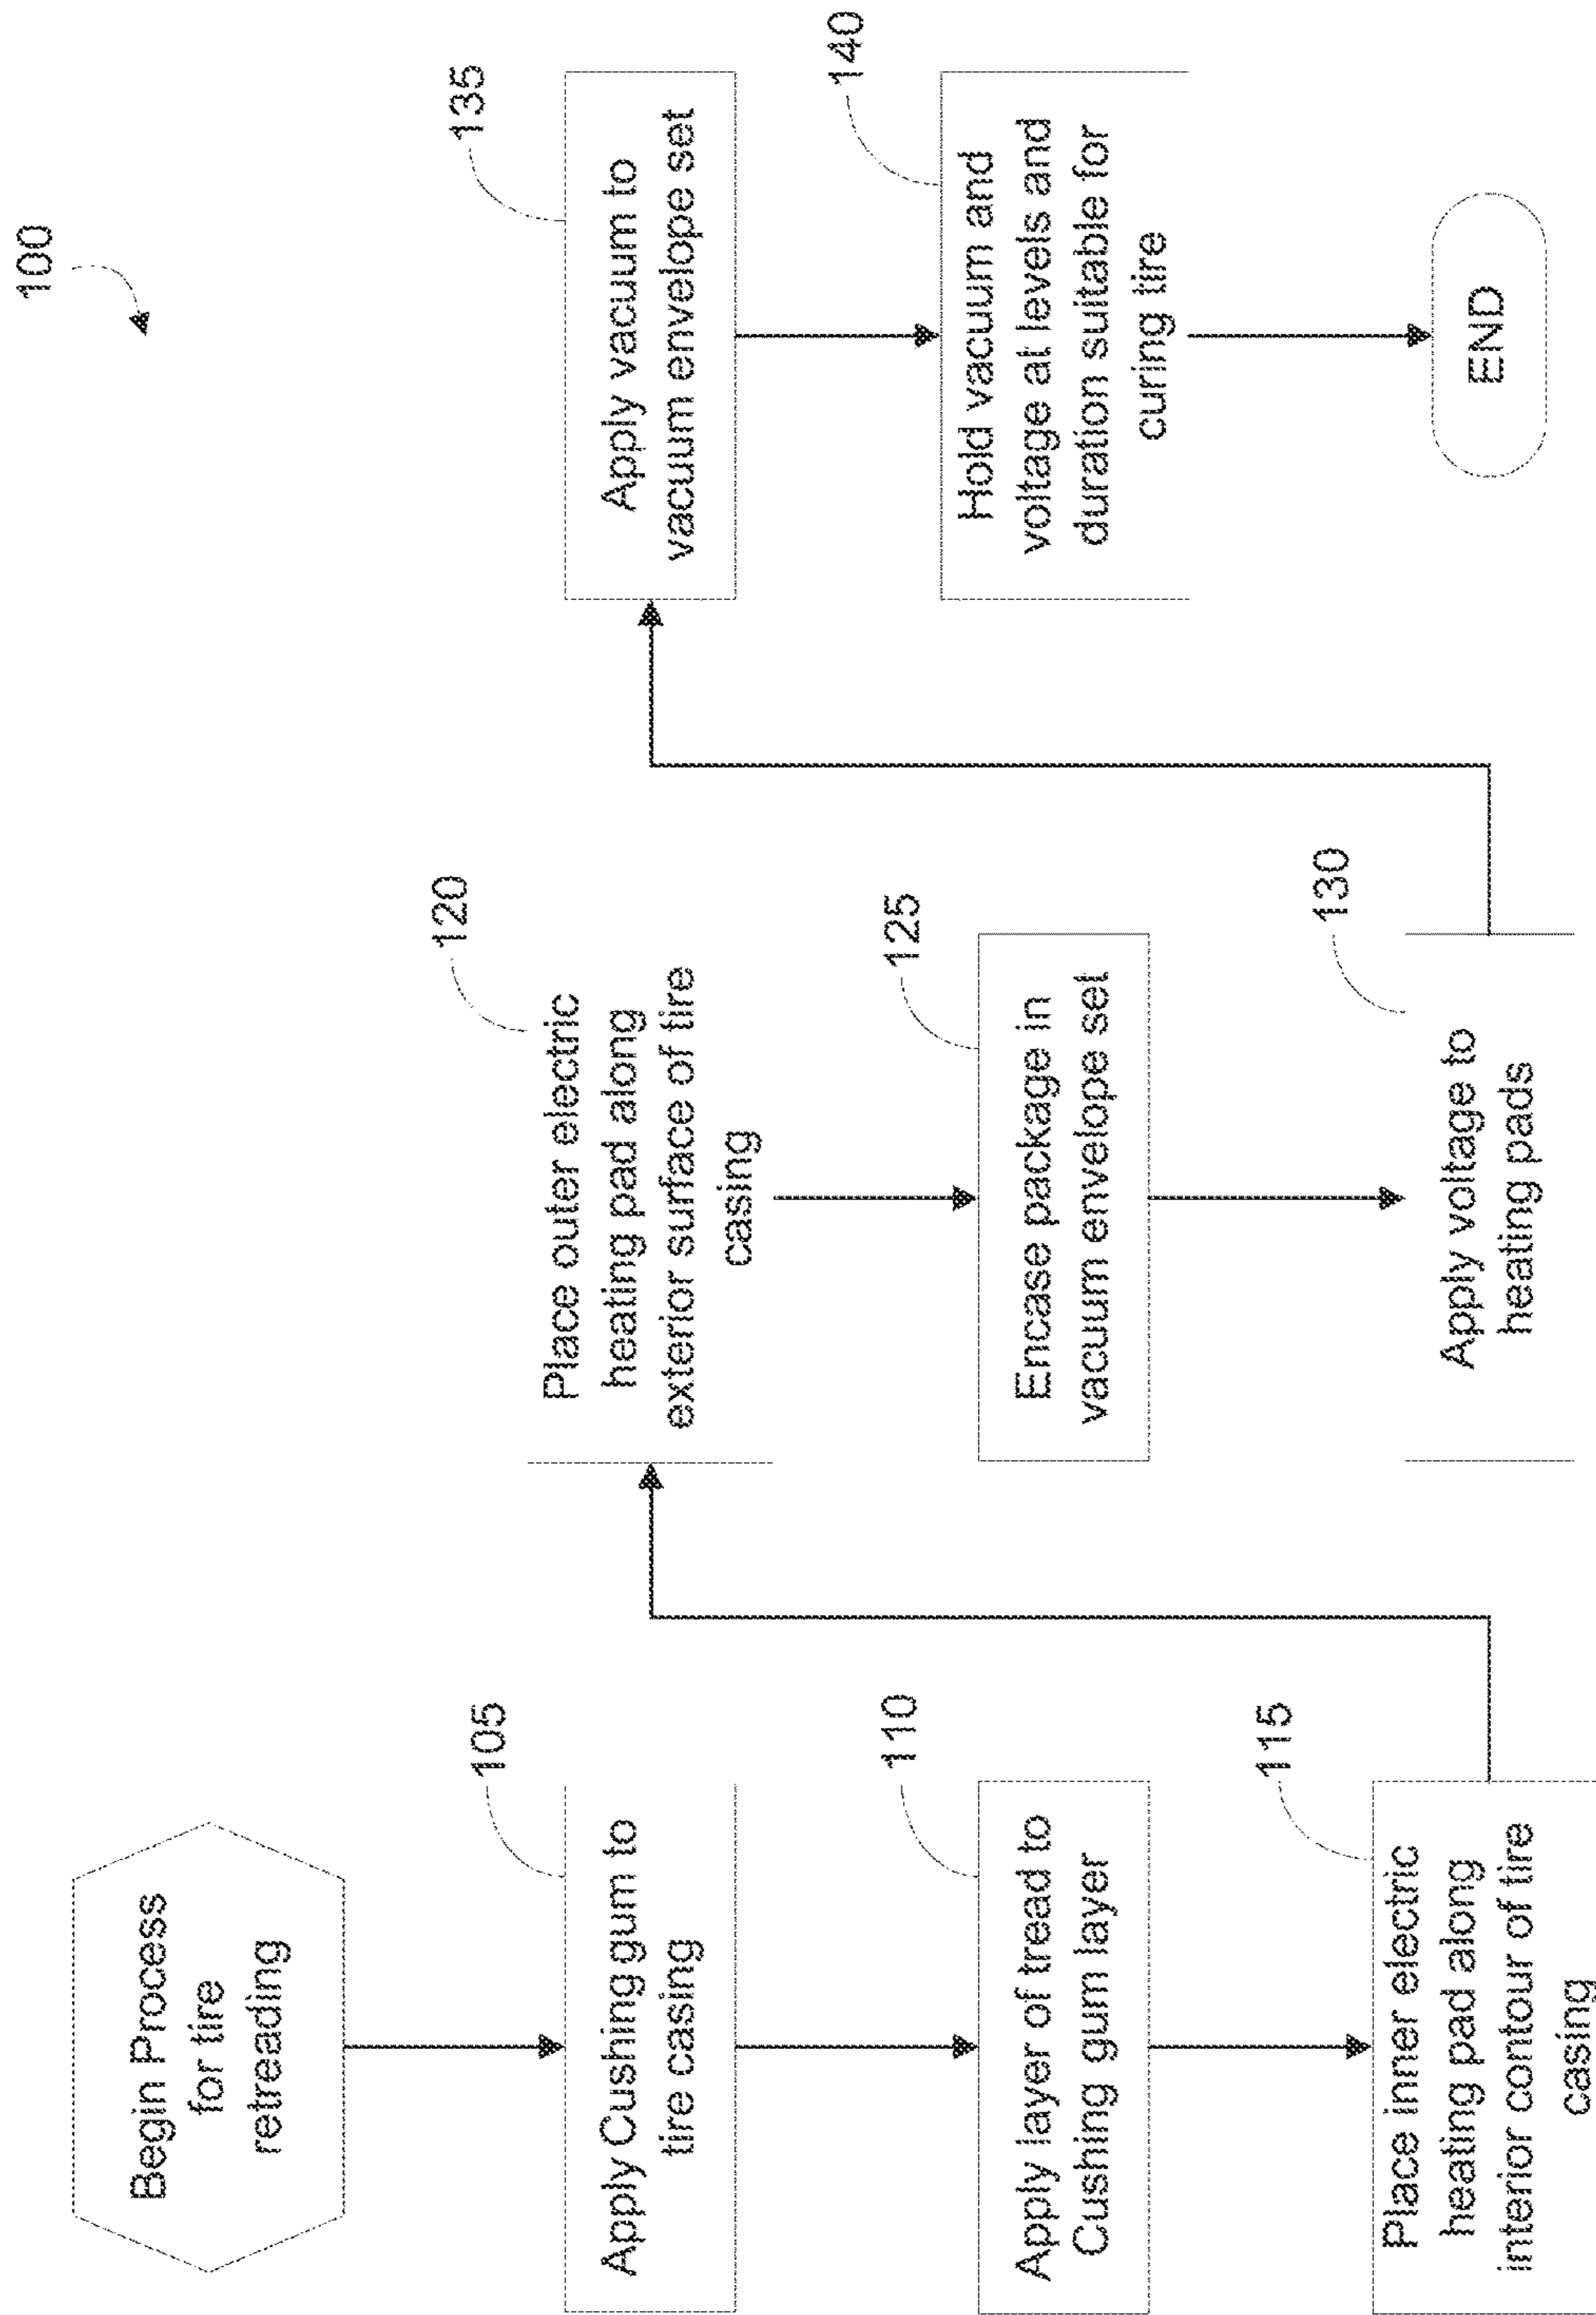 100
Begin Process
for tire
retreading
105
Apply Cushing gum to
tire casing
110
Apply layer of tread to
Cushing gum layer
115
Place inner electric
heating pad along
interior contour of tire
casing
120
Place outer electric
heating pad along
exterior surface of tire
casing
125
Encase package in
vacuum envelope set
130
Apply voltage to
heating pads
135
Apply vacuum to
vacuum envelope set
140
Hold vacuum and
voltage at levels and
duration suitable for
curing tire
END